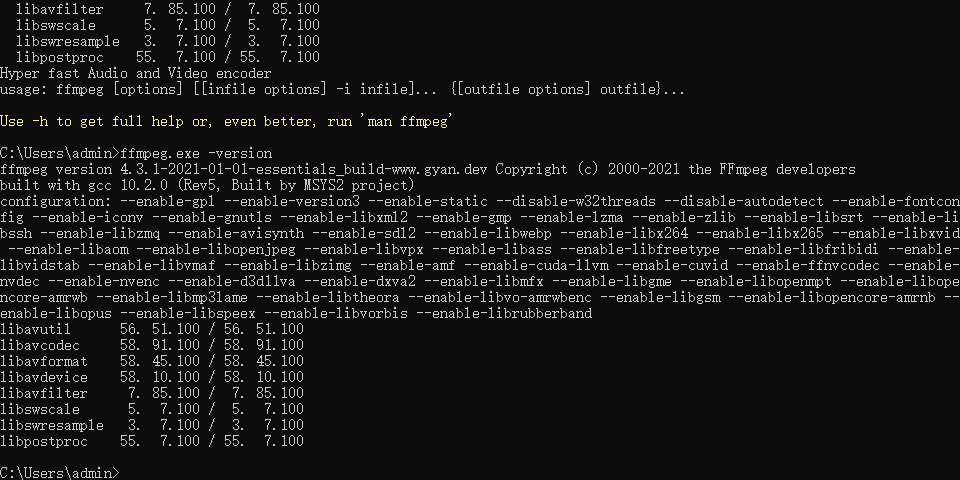 libavfilter     7. 85.100 /  7. 85.100
libswscale      5.  7.100 /  5.  7.100
libswresample   3.  7.100 /  3.  7.100
libpostproc    55.  7.100 / 55.  7.100
Hyper fast Audio and Video encoder
usage: ffmpeg [options] [[infile options] -i infile]... {[outfile options] outfile}...
Use -h to get full help or, even better, run 'man ffmpeg'
C:\Users\admin>ffmpeg.exe -version
ffmpeg version 4.3.1-2021-01-01-essentials_build-www.gyan.dev Copyright (c) 2000-2021 the FFmpeg developers
built with gcc 10.2.0 (Rev5, Built by MSYS2 project)
configuration: --enable-gpl --enable-version3 --enable-static --disable-w32threads --disable-autodetect --enable-fontcon
fig --enable-iconv --enable-gnutls --enable-libxml2 --enable-gmp --enable-lzma --enable-zlib --enable-libsrt --enable-li
bssh --enable-libzmq --enable-avisynth --enable-sdl2 --enable-libwebp --enable-libx264 --enable-libx265 --enable-libxvid
 --enable-libaom --enable-libopenjpeg --enable-libvpx --enable-libass --enable-libfreetype --enable-libfribidi --enable-
libvidstab --enable-libvmaf --enable-libzimg --enable-amf --enable-cuda-llvm --enable-cuvid --enable-ffnvcodec --enable-
nvdec --enable-nvenc --enable-d3d11va --enable-dxva2 --enable-libmfx --enable-libgme --enable-libopenmpt --enable-libope
ncore-amrwb --enable-libmp3lame --enable-libtheora --enable-libvo-amrwbenc --enable-libgsm --enable-libopencore-amrnb --
enable-libopus --enable-libspeex --enable-libvorbis --enable-librubberband
libavutil      56. 51.100 / 56. 51.100
libavcodec     58. 91.100 / 58. 91.100
libavformat    58. 45.100 / 58. 45.100
libavdevice    58. 10.100 / 58. 10.100
libavfilter     7. 85.100 /  7. 85.100
libswscale      5.  7.100 /  5.  7.100
libswresample   3.  7.100 /  3.  7.100
libpostproc    55.  7.100 / 55.  7.100
C:\Users\admin>